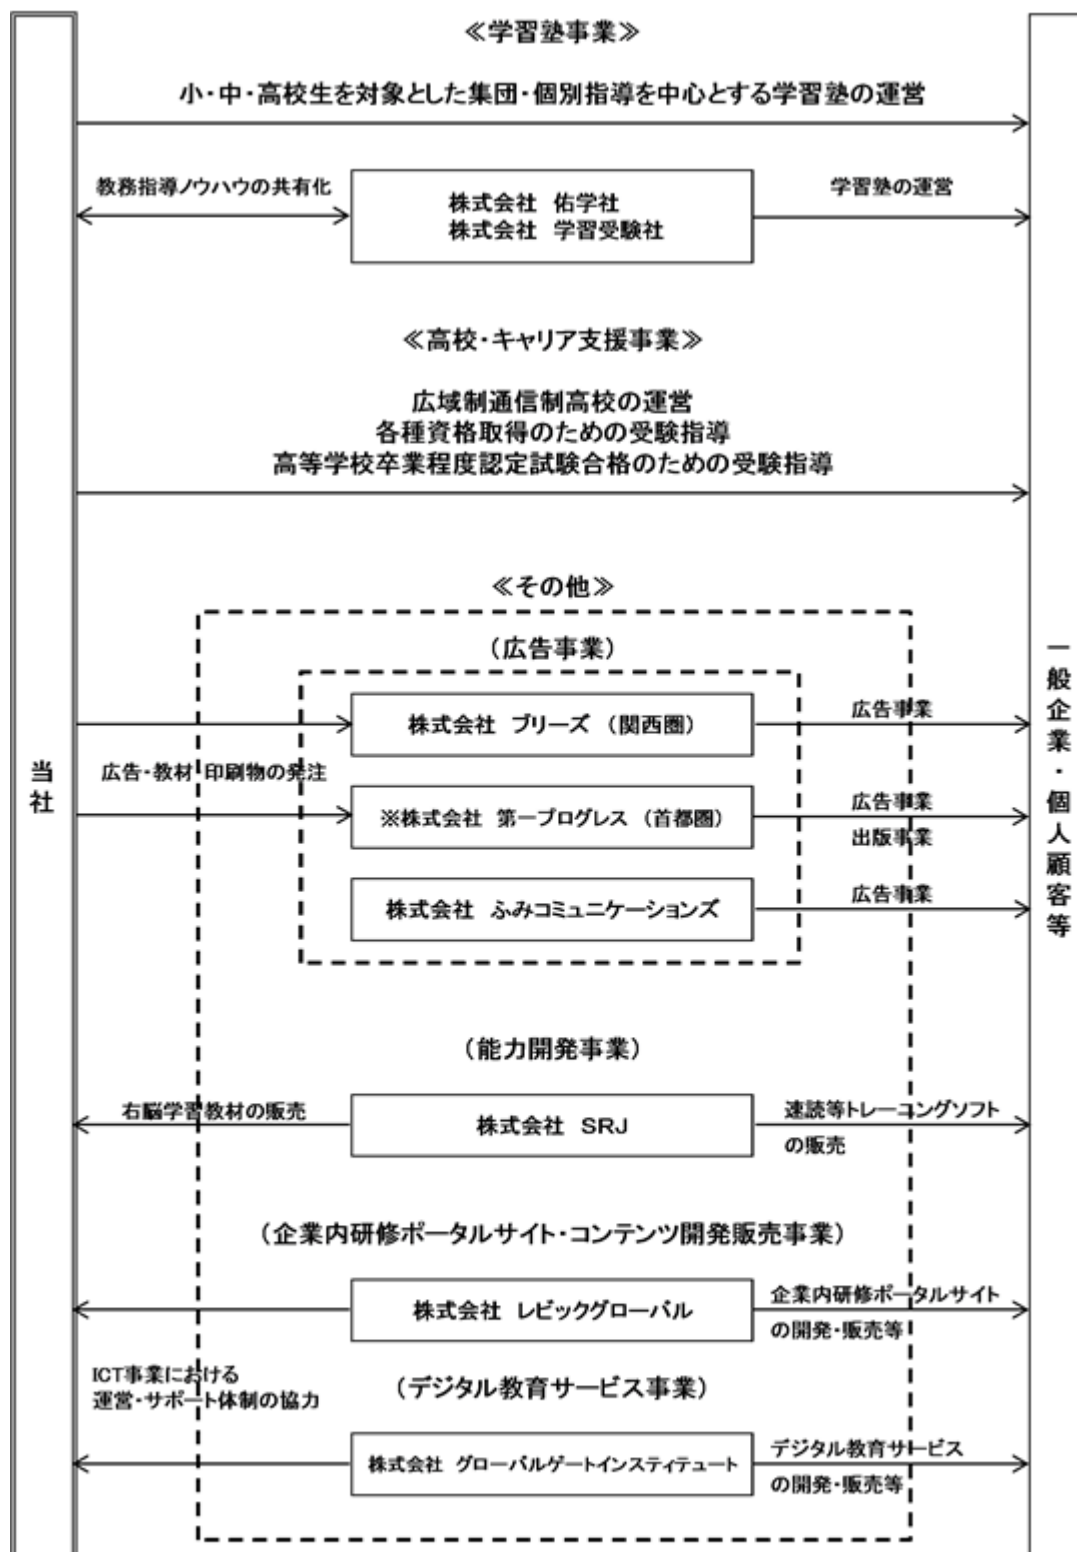 ≪学習塾事業≫
小・中・高校生を対象とした集団・個別指導を中心とする学習塾の運営
教務指導ノウハウの共有化
株式会社 佑学社
株式会社 学習受験社
学習塾の運営
≪高校・キャリア支援事業≫
広域制通信制高校の運営
各種資格取得のための受験指導
高等学校卒業程度認定試験合格のための受験指導
≪その他≫
(広告事業)
株式会社 ブリーズ (関西圏)
広告事業
当社
広告・教材 印刷物の発注
※株式会社 第一プログレス (首都圏)
広告事業
出版事業
株式会社 ふみコミュニケーションズ
広告事業
一般企業・個人顧客等
(能力開発事業)
右脳学習教材の販売
株式会社 SRJ
速読等トレーニングソフト
の販売
(企業内研修ポータルサイト・コンテンツ開発販売事業)
株式会社 レビックグローバル
企業内研修ポータルサイト
の開発・販売等
ICT事業における
運営・サポート体制の協力
(デジタル教育サービス事業)
株式会社 グローバルゲートインスティテュート
デジタル教育サービス
の開発・販売等